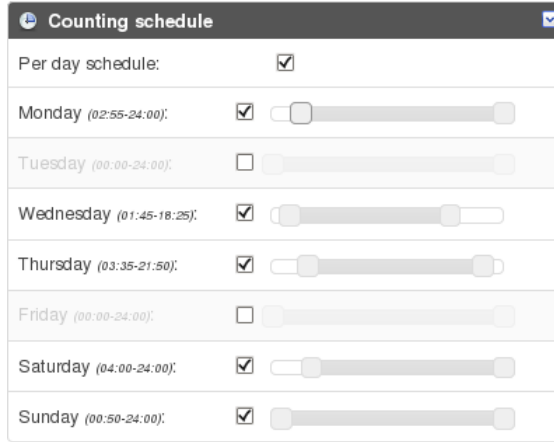 Counting schedule
Per day schedule:
Monday (02:55-24:00):
Tuesday (00:00-24:00):
Wednesday (01:45-18:25):
Thursday (03:35-21:50):
Friday (00:00-24:00):
Saturday (04:00-24:00):
Sunday (00:50-24:00):